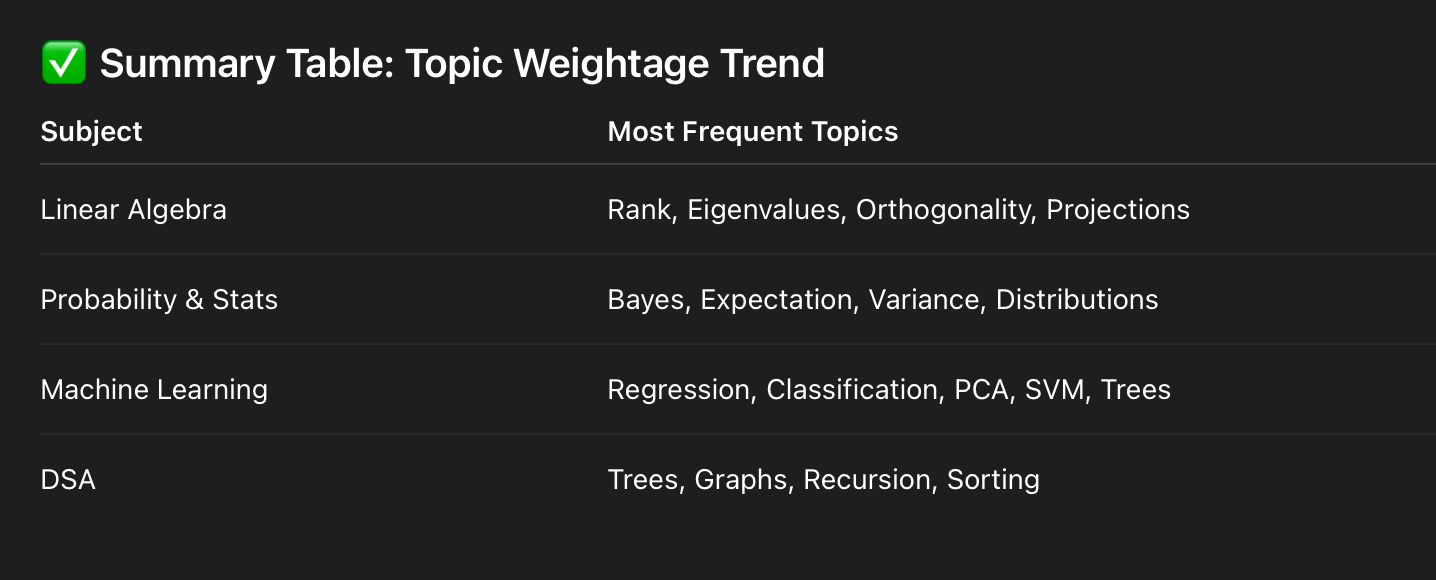 ✅ Summary Table: Topic Weightage Trend
Subject Most Frequent Topics
Linear Algebra Rank, Eigenvalues, Orthogonality, Projections
Probability & Stats Bayes, Expectation, Variance, Distributions
Machine Learning Regression, Classification, PCA, SVM, Trees
DSA Trees, Graphs, Recursion, Sorting